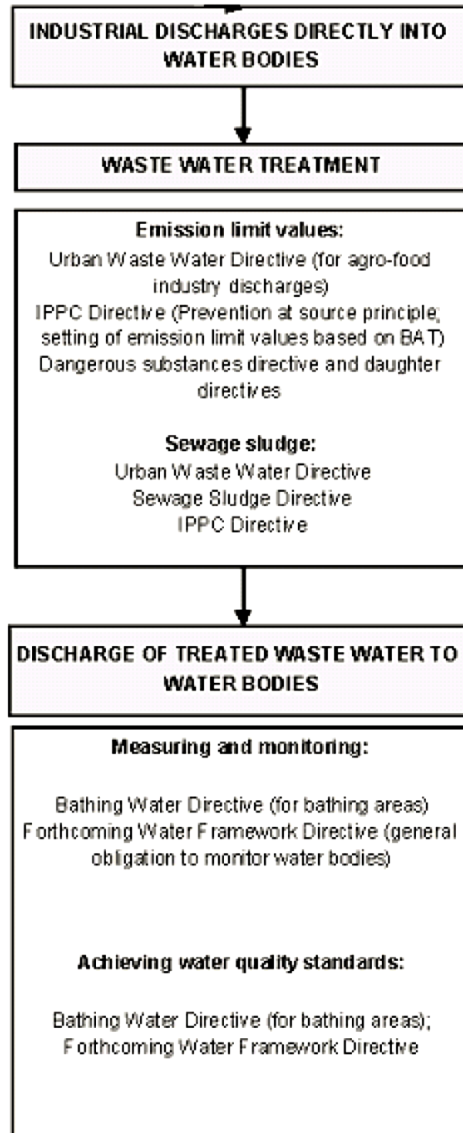 INDUSTRIAL DISCHARGES DIRECTLY INTO
WATER BODIES
WASTE WATER TREATMENT
Emission limit values:
Urban Waste Water Directive (for agro-food
industry discharges)
IPPC Directive (Prevention at source principle;
setting of emission limit values based on BAT)
Dangerous substances directive and daughter
directives
Sewage sludge:
Urban Waste Water Directive
Sewage Sludge Directive
IPPC Directive
DISCHARGE OF TREATED WASTE WATER TO
WATER BODIES
Measuring and monitoring:
Bathing Water Directive (for bathing areas)
Forthcoming Water Framework Directive (general
obligation to monitor water bodies)
Achieving water quality standards:
Bathing Water Directive (for bathing areas);
Forthcoming Water Framework Directive